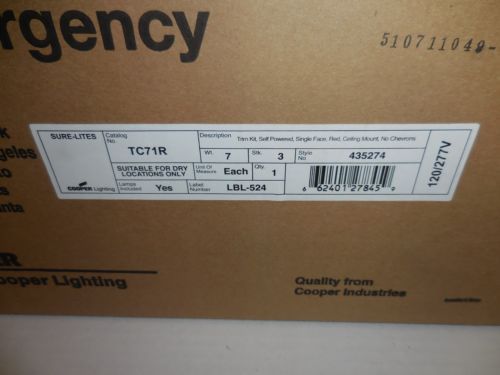 rgency
510711049-
SURE-LITES
Catalog No
TC71R
Description
Trim Kit, Self Powered, Single Face, Red, Ceiling Mount, No Chevrons
Wt. 7
Stk. 3
Style No
435274
120/277V
SUITABLE FOR DRY
LOCATIONS ONLY
Unit Of Measure
Each
Qty. 1
COOPER Lighting
Lamps Included
Yes
Label Number
LBL-524
6 62401 27845 9
k
geles
o
s
nta
R
ooper Lighting
Quality from
Cooper Industries